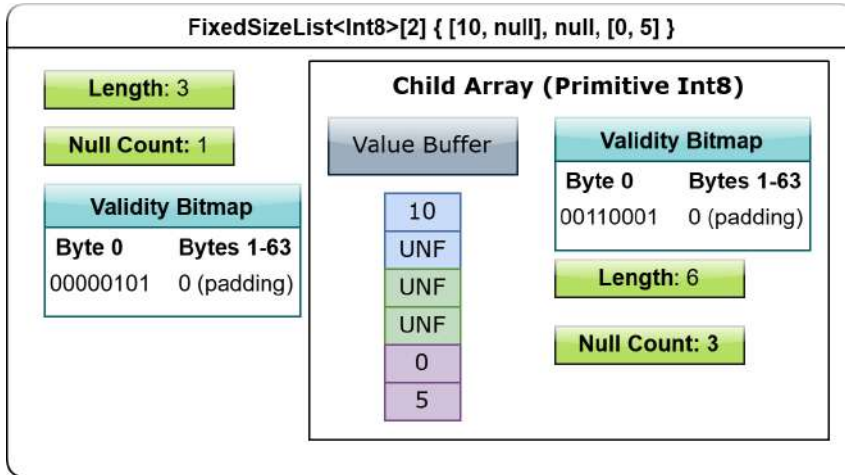 FixedSizeList<Int8>[2] { [10, null], null, [0, 5] }
Length: 3
Null Count: 1
Validity Bitmap
Byte 0 Bytes 1-63
00000101 0 (padding)
Child Array (Primitive Int8)
Value Buffer
10
UNF
UNF
UNF
0
5
Validity Bitmap
Byte 0 Bytes 1-63
00110001 0 (padding)
Length: 6
Null Count: 3